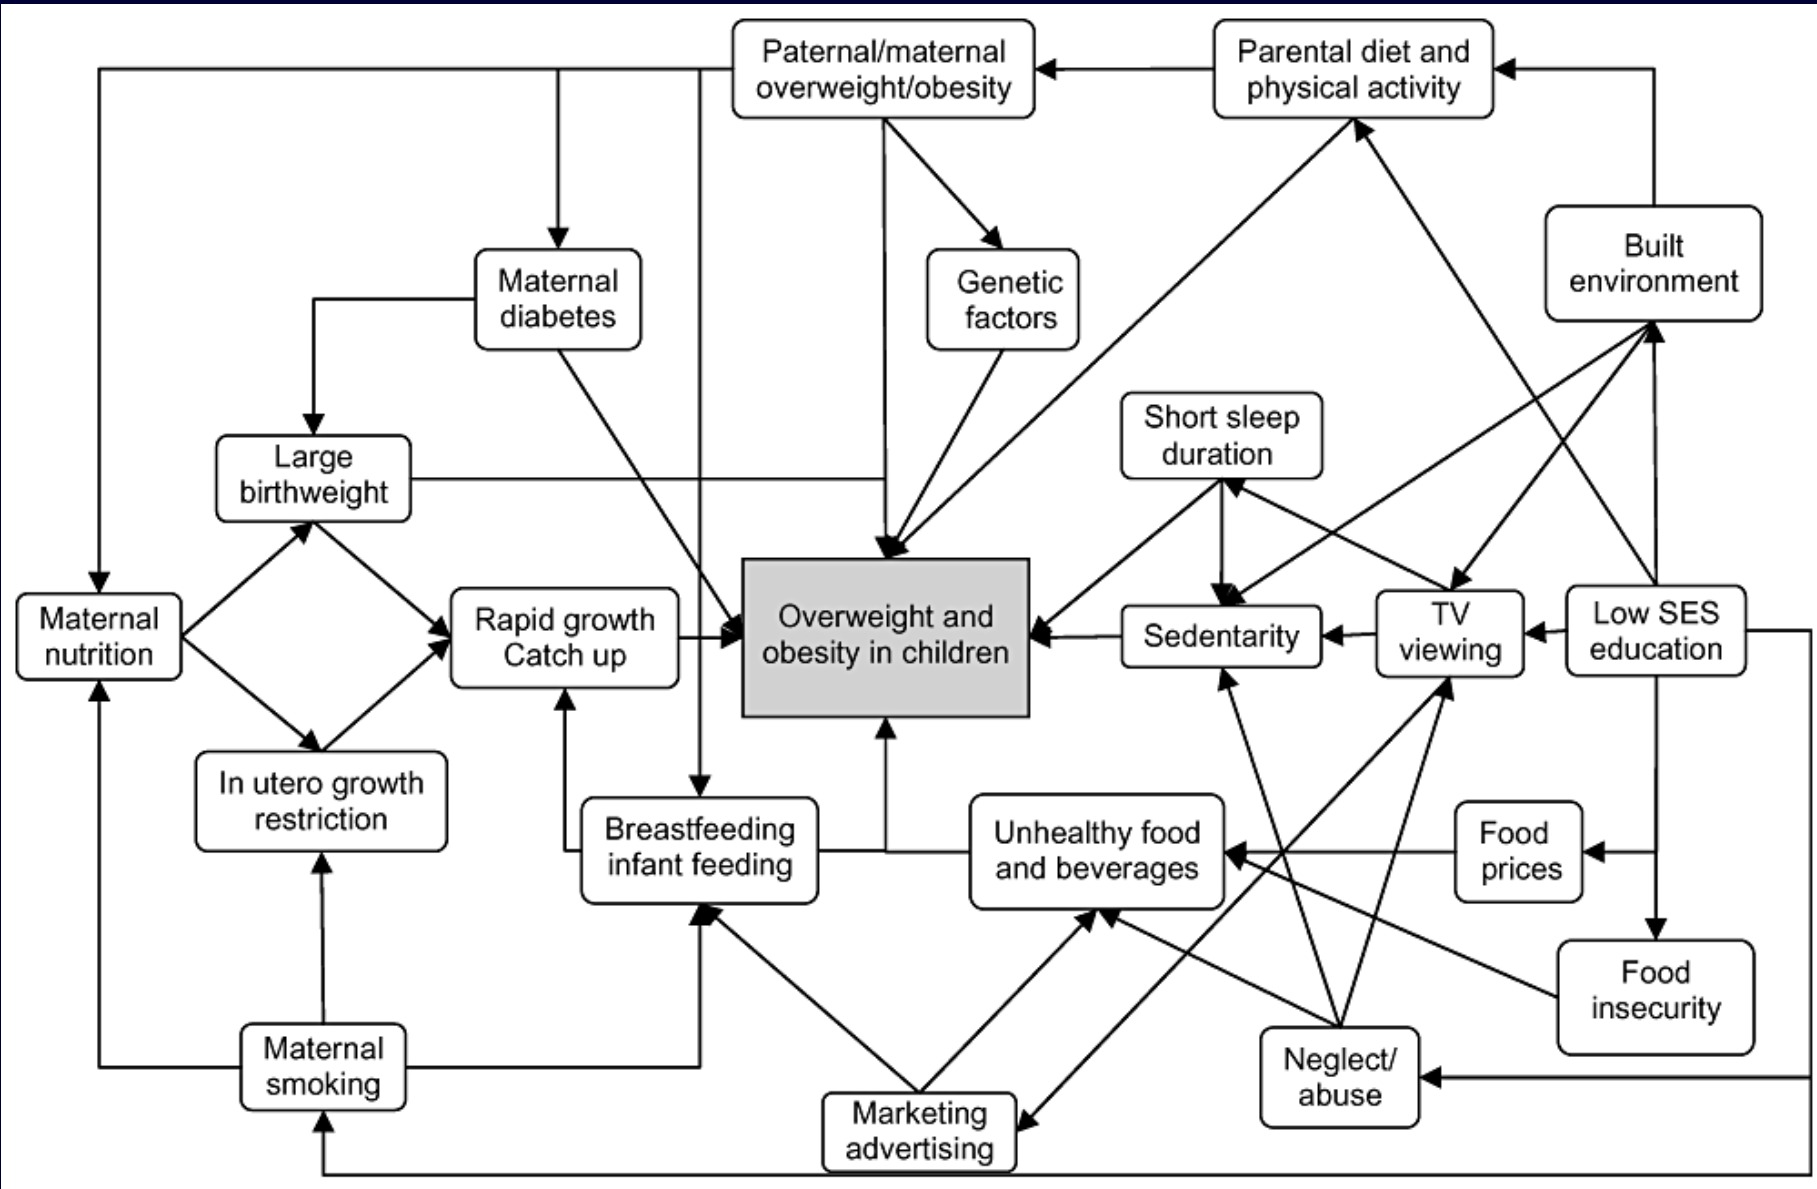 Paternal/maternal
overweight/obesity
Parental diet and
physical activity
Built
environment
Maternal
diabetes
Genetic
factors
Short sleep
duration
Large
birthweight
Maternal
nutrition
Rapid growth
Catch up
Overweight and
obesity in children
Sedentarity
TV
viewing
Low SES
education
In utero growth
restriction
Breastfeeding
infant feeding
Unhealthy food
and beverages
Food
prices
Food
insecurity
Maternal
smoking
Marketing
advertising
Neglect/
abuse